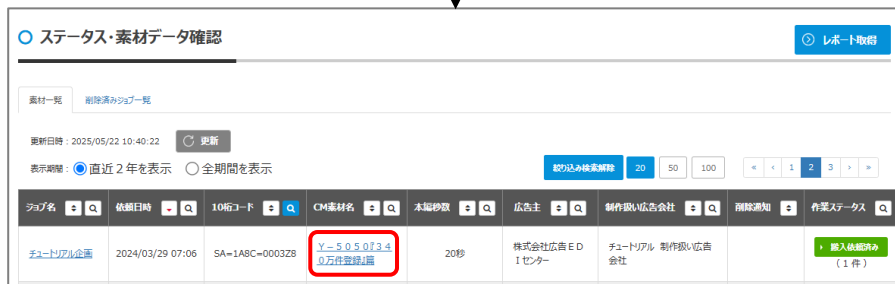 ステータス・素材データ確認
レポート取得
素材一覧 削除済みジョブ一覧
更新日時：2025/05/22 10:40:22 更新
表示期間： 直近２年を表示 全期間を表示
絞り込み検索解除 20 50 100 « < 1 2 3 > »
ジョブ名 依頼日時 10桁コード CM素材名 本編秒数 広告主 制作扱い広告会社 削除通知 作業ステータス
チュートリアル企画 2024/03/29 07:06 SA=1A8C=0003Z8 Ｙ－５０５０『３４ 20秒 株式会社広告ＥＤ チュートリアル 制作扱い広告 搬入依頼済み
０万件登録』篇 Ｉセンター 会社 （１件）